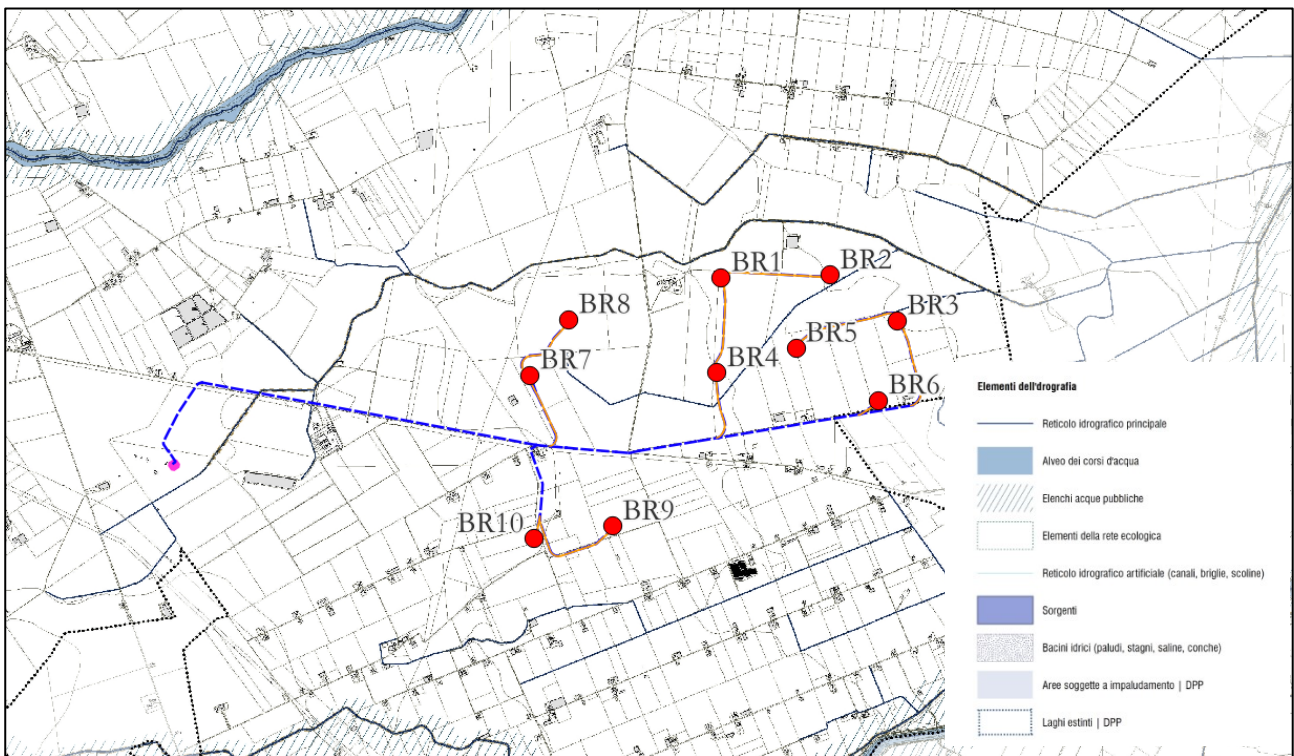 BR1
BR2
BR8
BR3
BR5
BR7
BR4
BR6
BR10
BR9
Elementi dell'drografia
Reticolo idrografico principale
Alveo dei corsi d'acqua
Elenchi acque pubbliche
Elementi della rete ecologica
Reticolo idrografico artificiale (canali, briglie, scoline)
Sorgenti
Bacini idrici (paludi, stagni, saline, conche)
Aree soggette a impaludamento | DPP
Laghi estinti | DPP